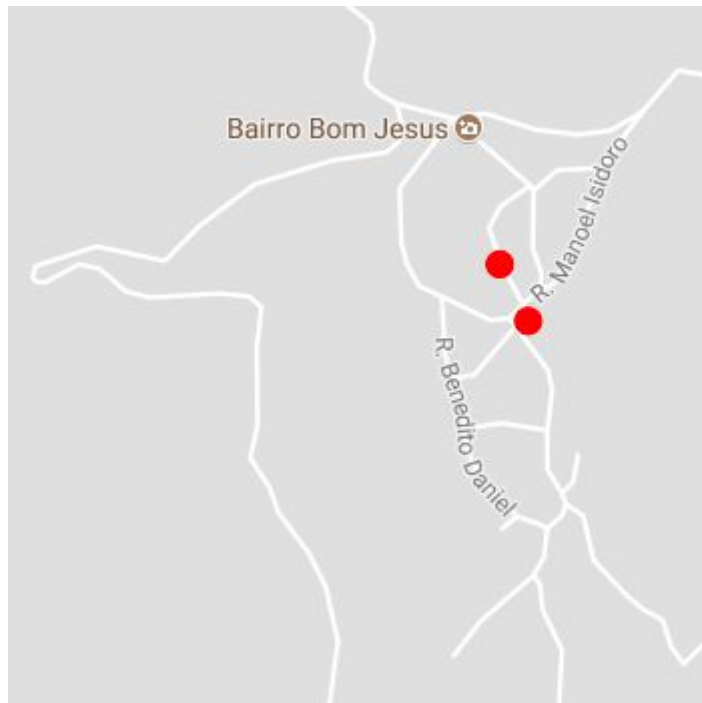 Bairro Bom Jesus
R. Manoel Isidoro
R. Benedito Daniel